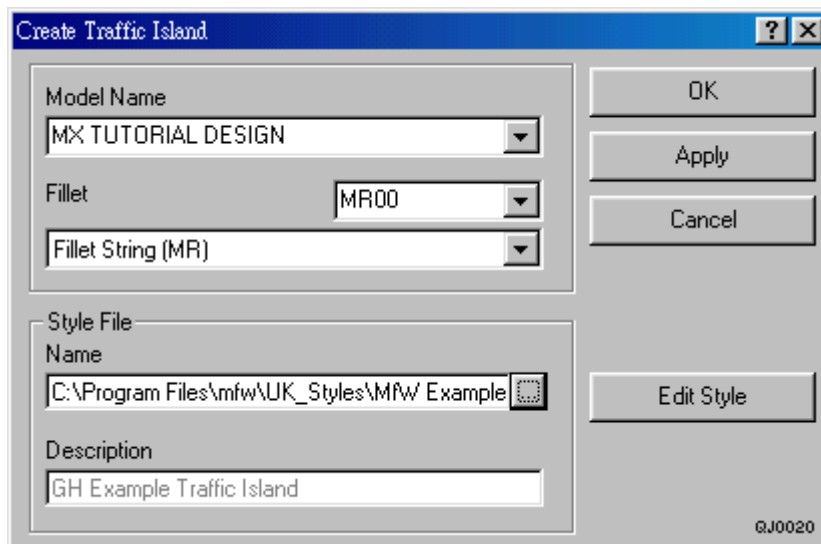 Create Traffic Island
Model Name
MX TUTORIAL DESIGN
Fillet
MR00
Fillet String (MR)
OK
Apply
Cancel
Style File
Name
C:\Program Files\mfw\UK_Styles\MfW Example
Edit Style
Description
GH Example Traffic Island
QJ0020